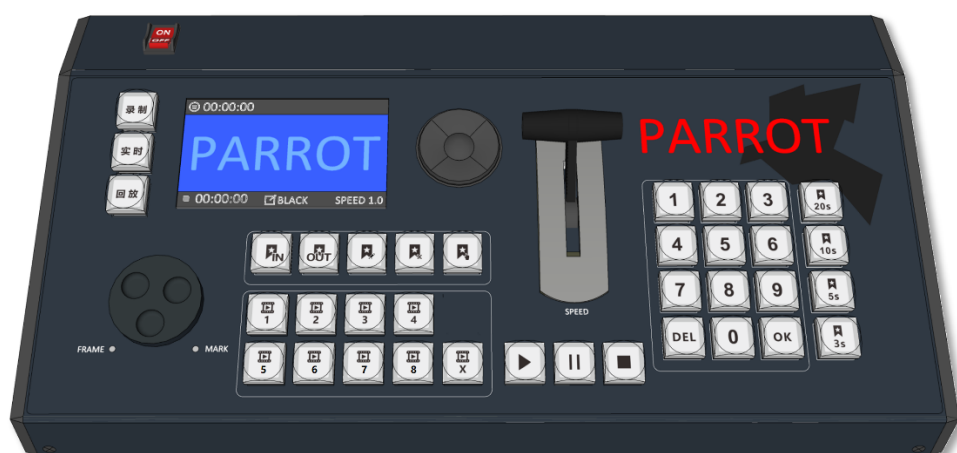 ON
OFF
录制
实时
回放
00:00:00
PARROT
00:00:00 BLACK SPEED 1.0
PARROT
1 2 3 20s
4 5 6 10s
7 8 9 5s
DEL 0 OK 3s
IN OUT
1 2 3 4
5 6 7 8 X
FRAME MARK
SPEED